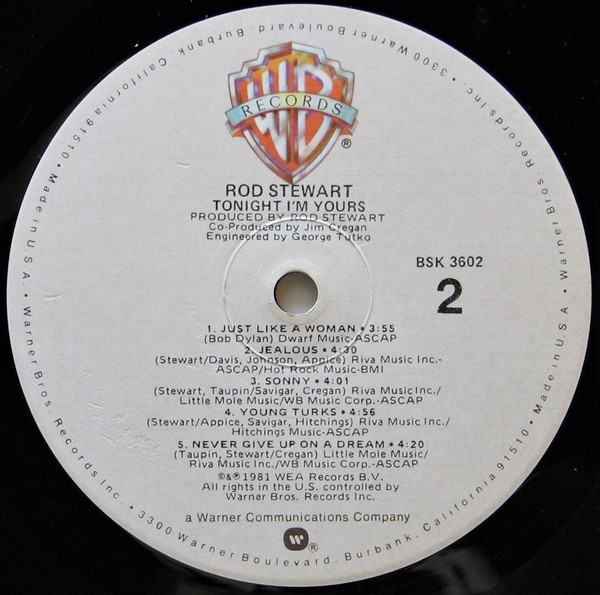 WB
RECORDS
®
ROD STEWART
TONIGHT I'M YOURS
PRODUCED BY ROD STEWART
Co-Produced by Jim Cregan
Engineered by George Tutko
BSK 3602
2
1. JUST LIKE A WOMAN • 3:55
(Bob Dylan) Dwarf Music-ASCAP
2. JEALOUS • 4:30
(Stewart/Davis, Johnson, Appice) Riva Music Inc.-
ASCAP/Hot Rock Music-BMI
3. SONNY • 4:01
(Stewart, Taupin/Savigar, Cregan) Riva Music Inc./
Little Mole Music/WB Music Corp.-ASCAP
4. YOUNG TURKS • 4:56
(Stewart/Appice, Savigar, Hitchings) Riva Music Inc./
Hitchings Music-ASCAP
5. NEVER GIVE UP ON A DREAM • 4:20
(Taupin, Stewart/Cregan) Little Mole Music/
Riva Music Inc./WB Music Corp.-ASCAP
©&℗ 1981 WEA Records B.V.
All rights in the U.S. controlled by
Warner Bros. Records Inc.
a Warner Communications Company
®
Warner Bros. Records Inc. • 3300 Warner Boulevard, Burbank, California 91510 • Made in U.S.A. •
Warner Bros. Records Inc. • 3300 Warner Boulevard, Burbank, California 91510 • Made in U.S.A. •